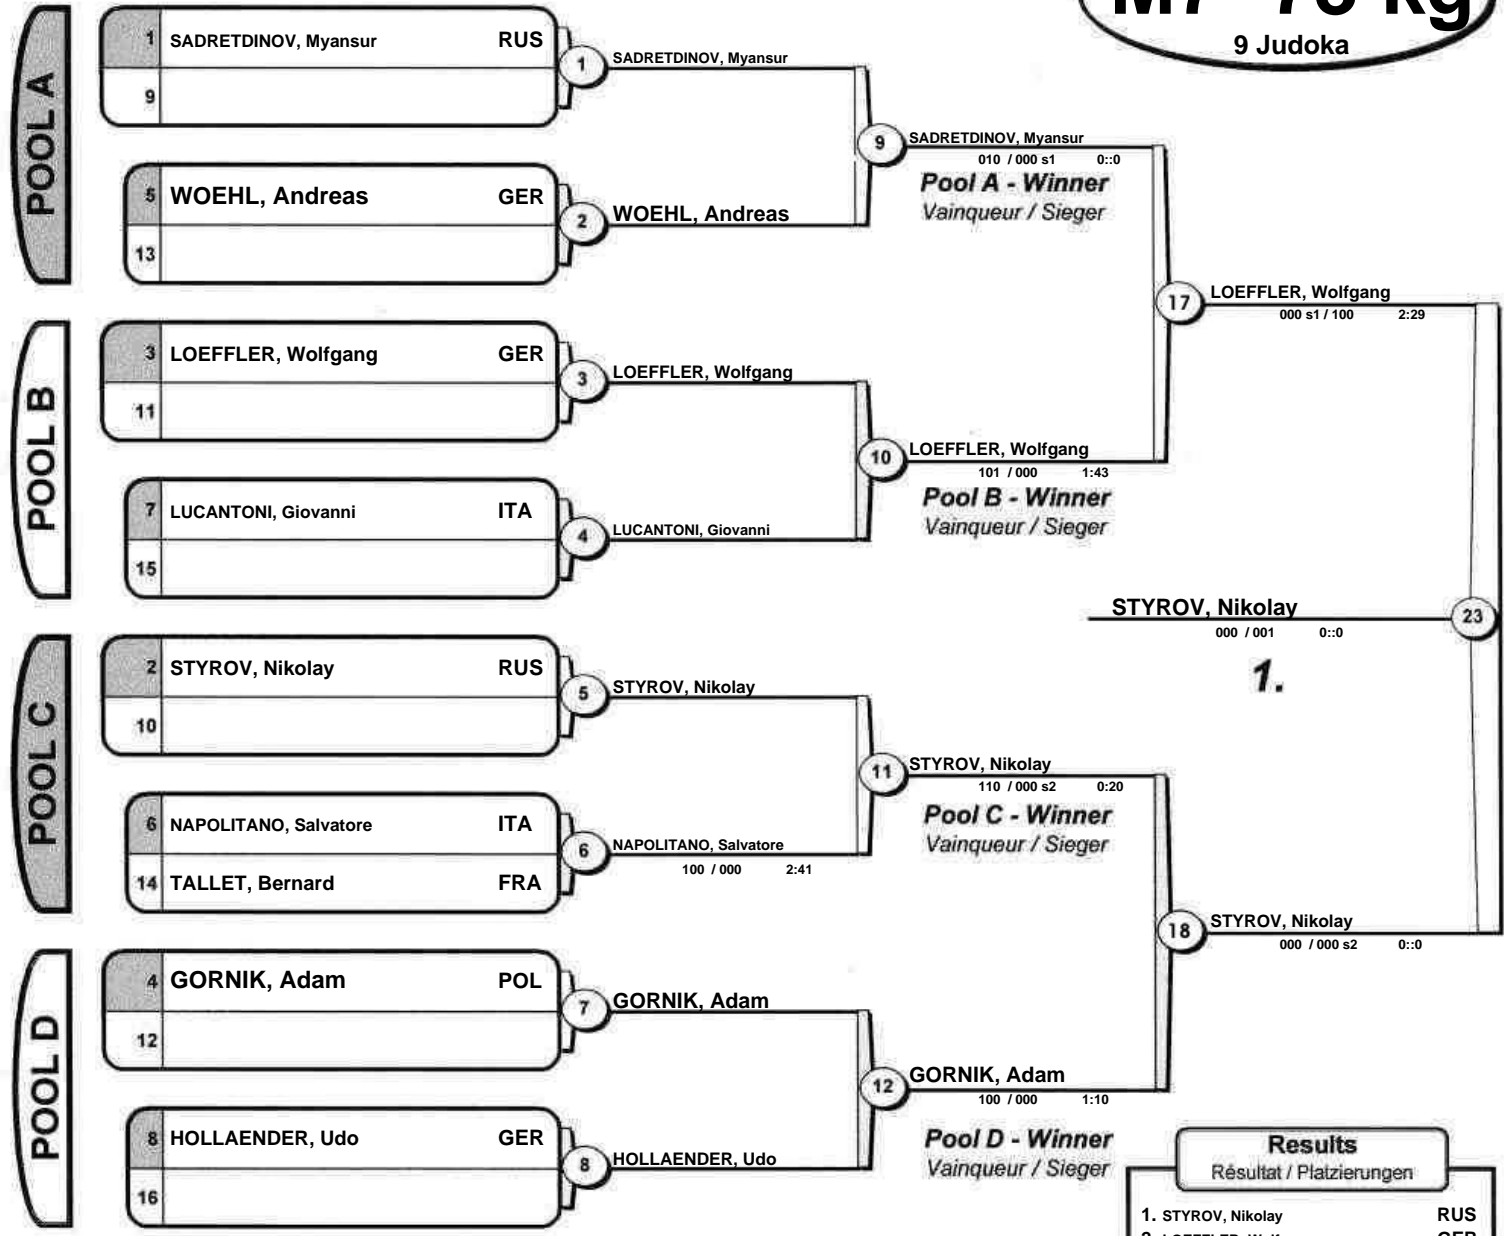 M7 -73 kg
9 Judoka
POOL A
1 SADRETDINOV, Myansur RUS
9
5 WOEHL, Andreas GER
13
1 SADRETDINOV, Myansur
2 WOEHL, Andreas
9 SADRETDINOV, Myansur
010 / 000 s1 0::0
Pool A - Winner
Vainqueur / Sieger
POOL B
3 LOEFFLER, Wolfgang GER
11
7 LUCANTONI, Giovanni ITA
15
3 LOEFFLER, Wolfgang
4 LUCANTONI, Giovanni
10 LOEFFLER, Wolfgang
101 / 000 1:43
Pool B - Winner
Vainqueur / Sieger
17 LOEFFLER, Wolfgang
000 s1 / 100 2:29
STYROV, Nikolay 23
000 / 001 0::0
1.
POOL C
2 STYROV, Nikolay RUS
10
6 NAPOLITANO, Salvatore ITA
14 TALLET, Bernard FRA
5 STYROV, Nikolay
6 NAPOLITANO, Salvatore
100 / 000 2:41
11 STYROV, Nikolay
110 / 000 s2 0:20
Pool C - Winner
Vainqueur / Sieger
18 STYROV, Nikolay
000 / 000 s2 0::0
POOL D
4 GORNIK, Adam POL
12
8 HOLLAENDER, Udo GER
16
7 GORNIK, Adam
8 HOLLAENDER, Udo
12 GORNIK, Adam
100 / 000 1:10
Pool D - Winner
Vainqueur / Sieger
Results
Résultat / Platzierungen
1. STYROV, Nikolay RUS